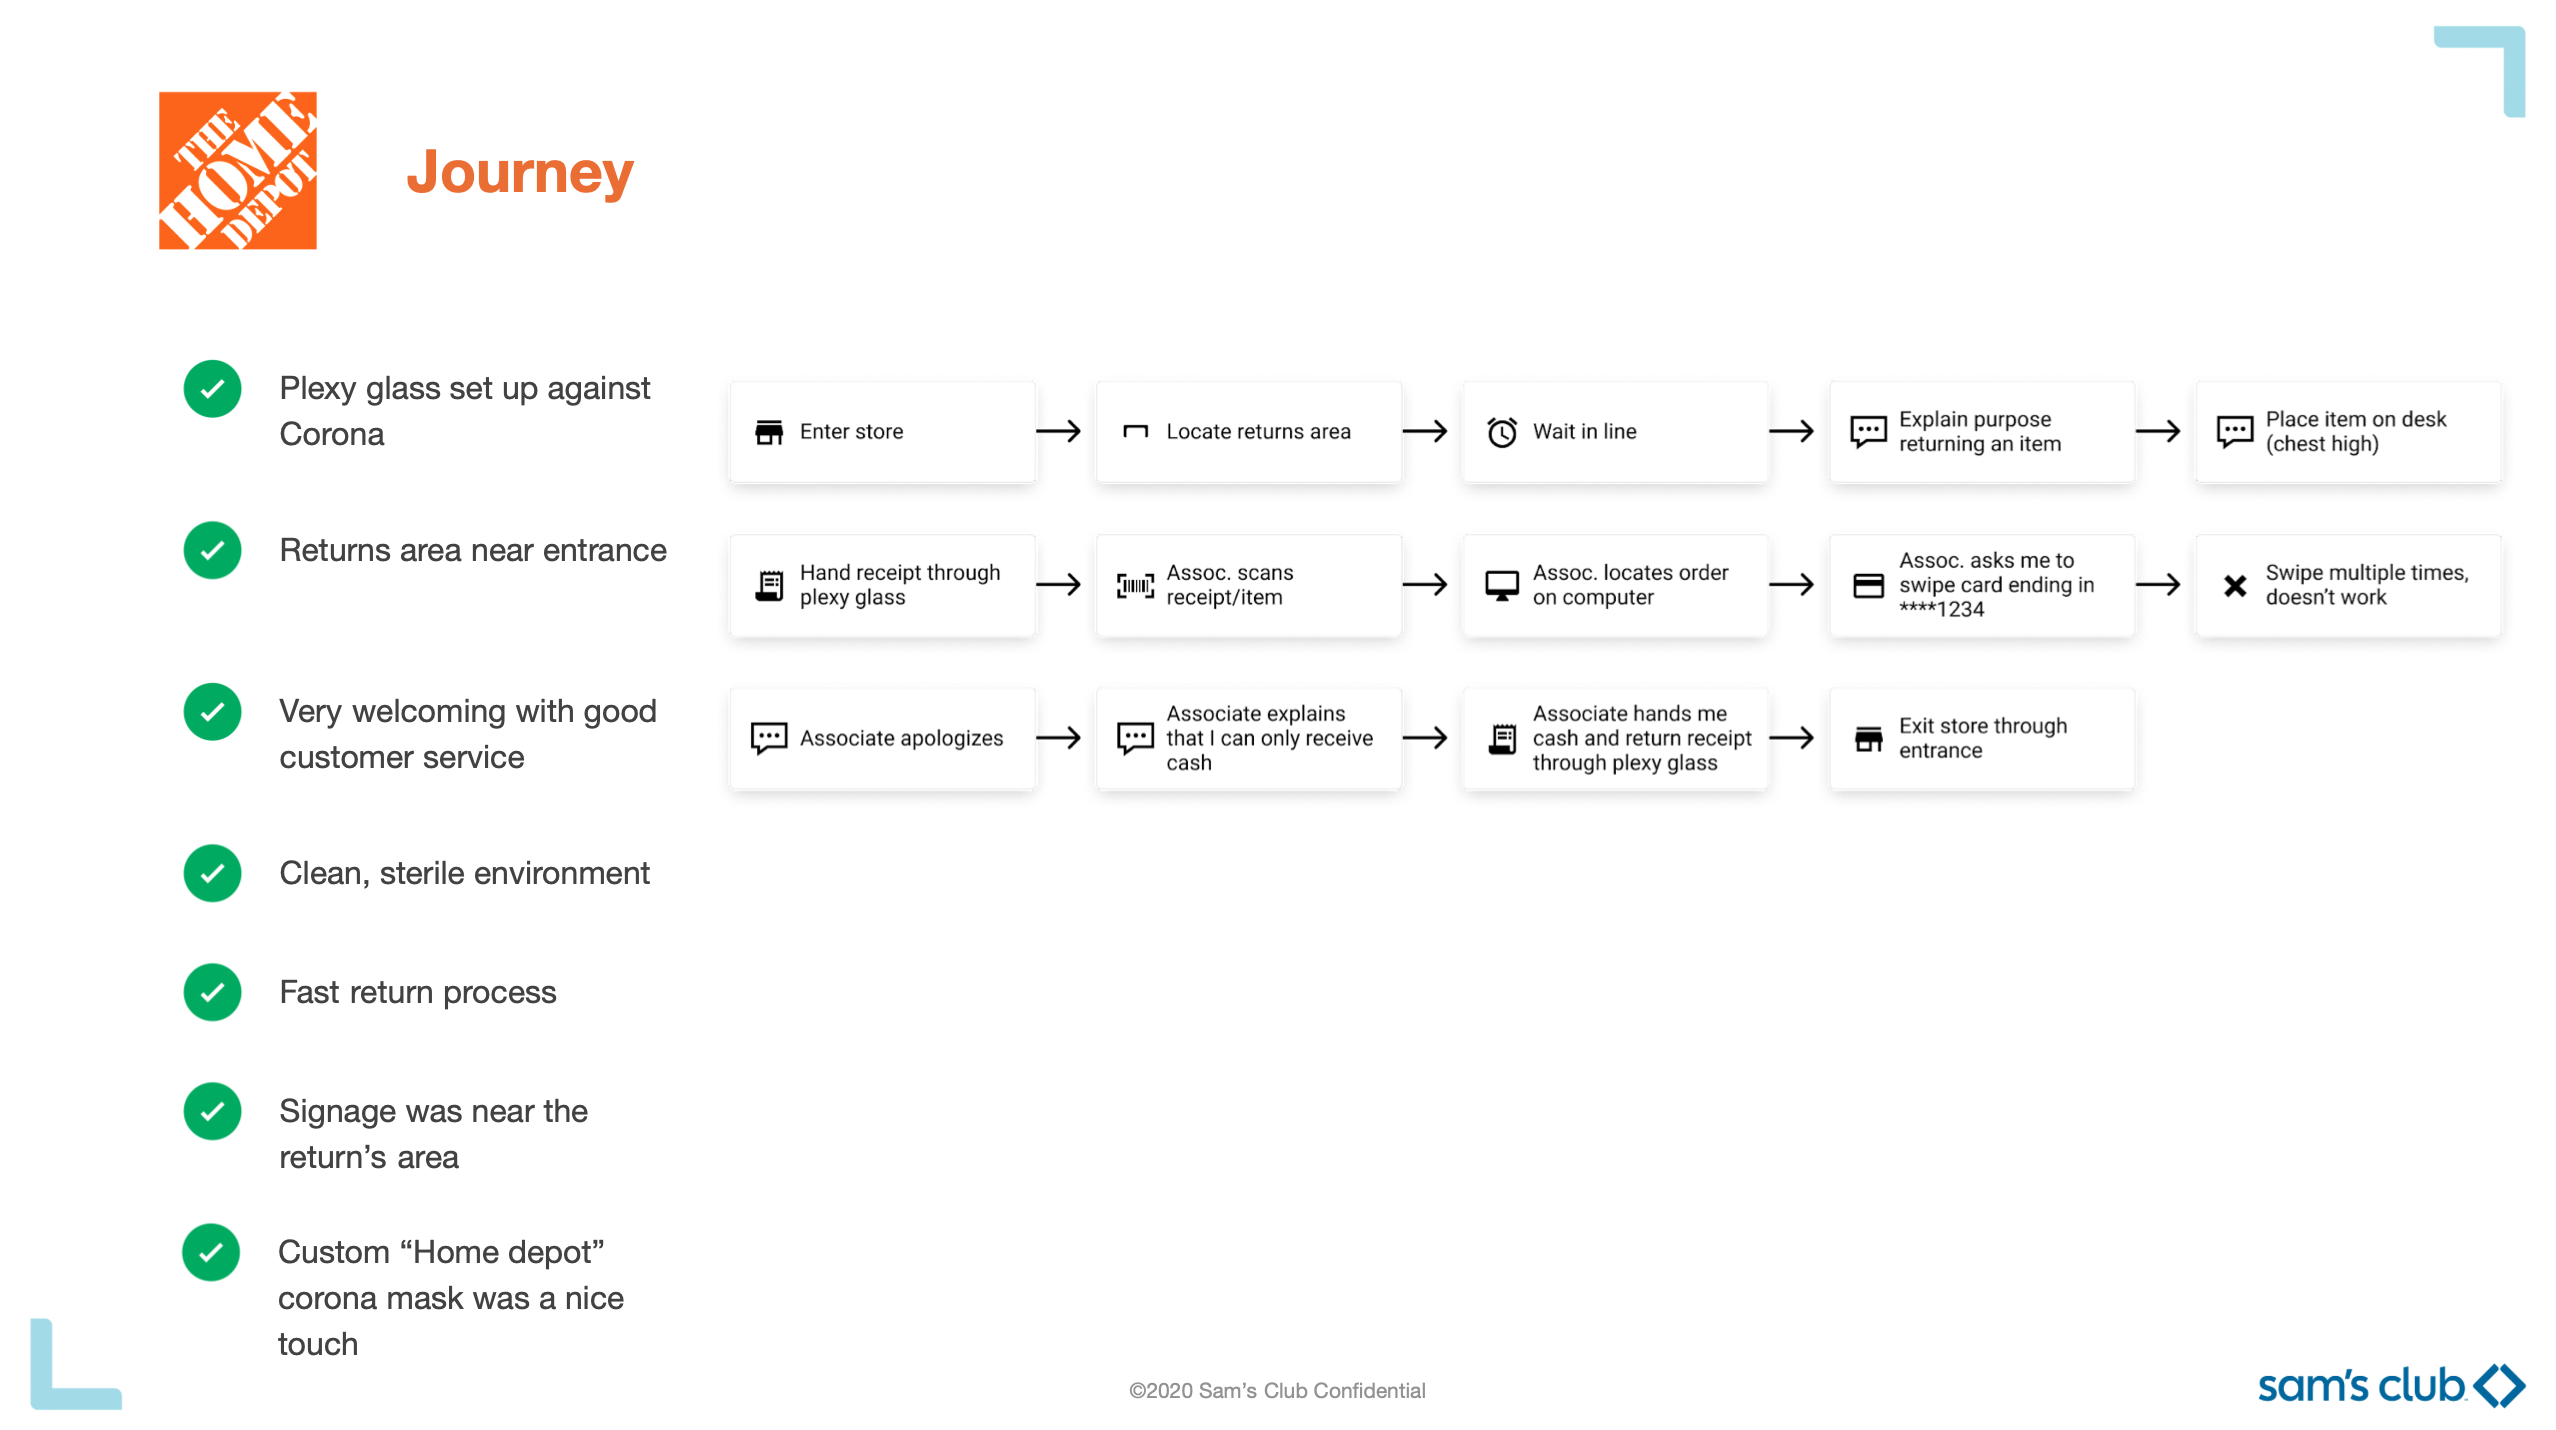 THE
HOME
DEPOT
Journey
Plexy glass set up against
Corona
Returns area near entrance
Very welcoming with good
customer service
Clean, sterile environment
Fast return process
Signage was near the
return’s area
Custom “Home depot”
corona mask was a nice
touch
Enter store
Locate returns area
Wait in line
Explain purpose
returning an item
Place item on desk
(chest high)
Hand receipt through
plexy glass
Assoc. scans
receipt/item
Assoc. locates order
on computer
Assoc. asks me to
swipe card ending in
****1234
Swipe multiple times,
doesn’t work
Associate apologizes
Associate explains
that I can only receive
cash
Associate hands me
cash and return receipt
through plexy glass
Exit store through
entrance
©2020 Sam’s Club Confidential
sam’s club